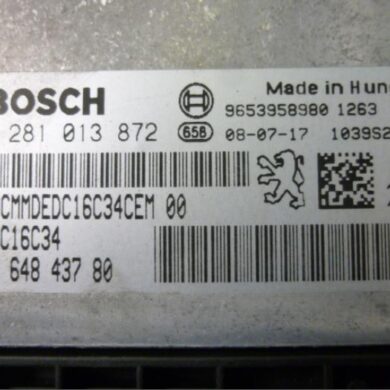 BOSCH
Made in Hun
9653958980 1263
281 013 872
658
08-07-17
1039S2
CMMDEDC16C34CEM 00
C16C34
648 437 80